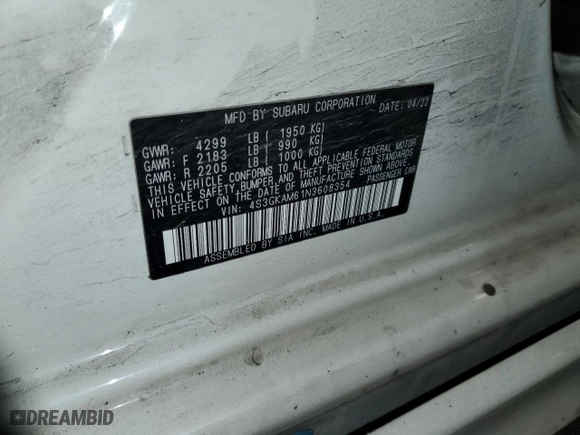 MFD BY SUBARU CORPORATION DATE: 04/22
GVWR: 4299 LB ( 1950 KG)
GAWR: F 2183 LB ( 990 KG)
GAWR: R 2205 LB ( 1000 KG)
THIS VEHICLE CONFORMS TO ALL APPLICABLE FEDERAL MOTOR
VEHICLE SAFETY, BUMPER, AND THEFT PREVENTION STANDARDS
IN EFFECT ON THE DATE OF MANUFACTURE SHOWN ABOVE.
VIN: 4S3GKAM61N3608354 PASSENGER CAR
ASSEMBLED BY SIA INC. MADE IN U.S.A.
DREAMBID